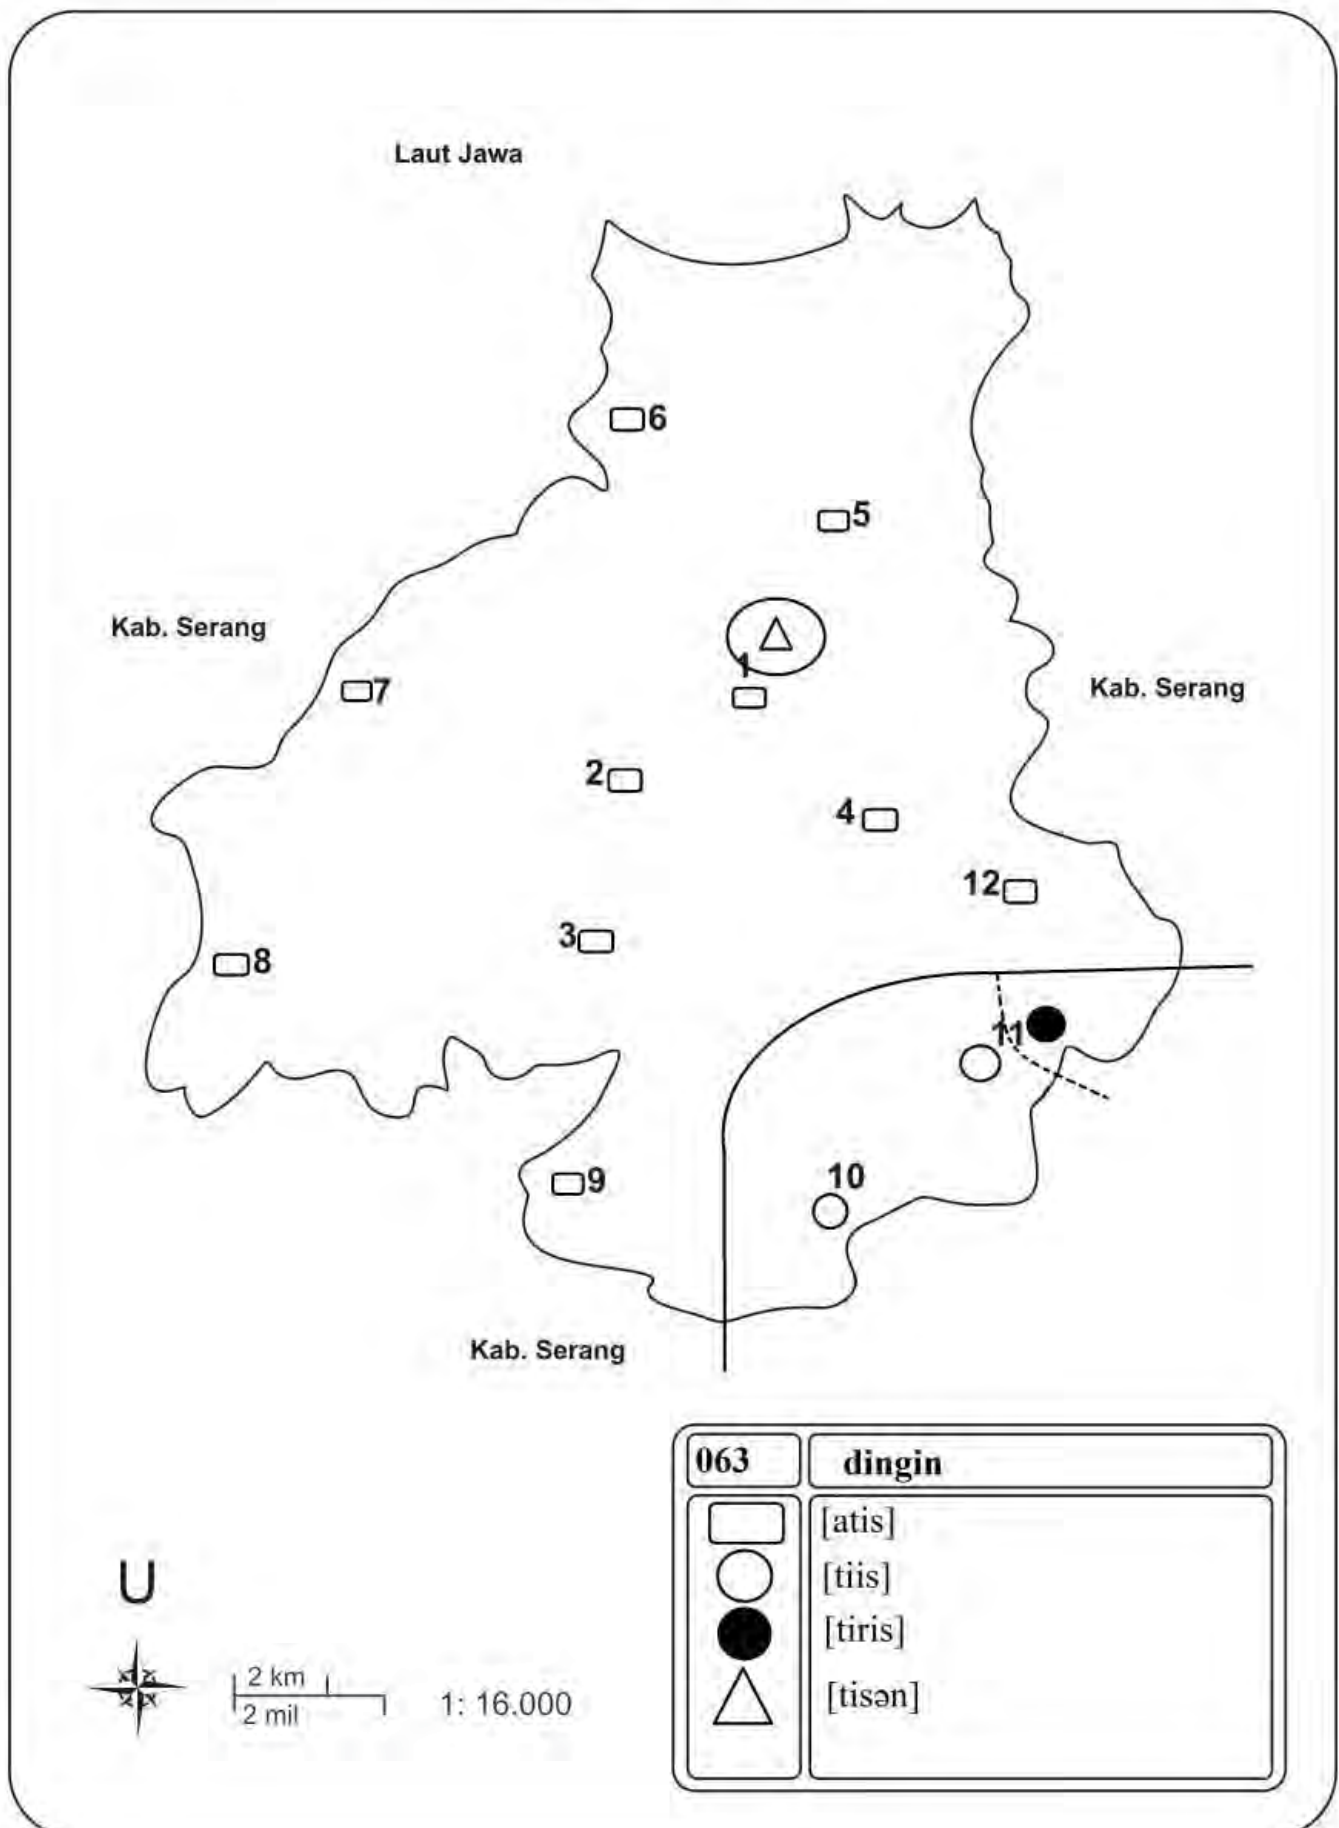 Laut Jawa
6
5
Kab. Serang
1
7
Kab. Serang
2
4
12
3
8
11
10
9
Kab. Serang
063 dingin
[atis]
[tiis]
[tiris]
[tisən]
U
2 km
2 mil
1: 16.000